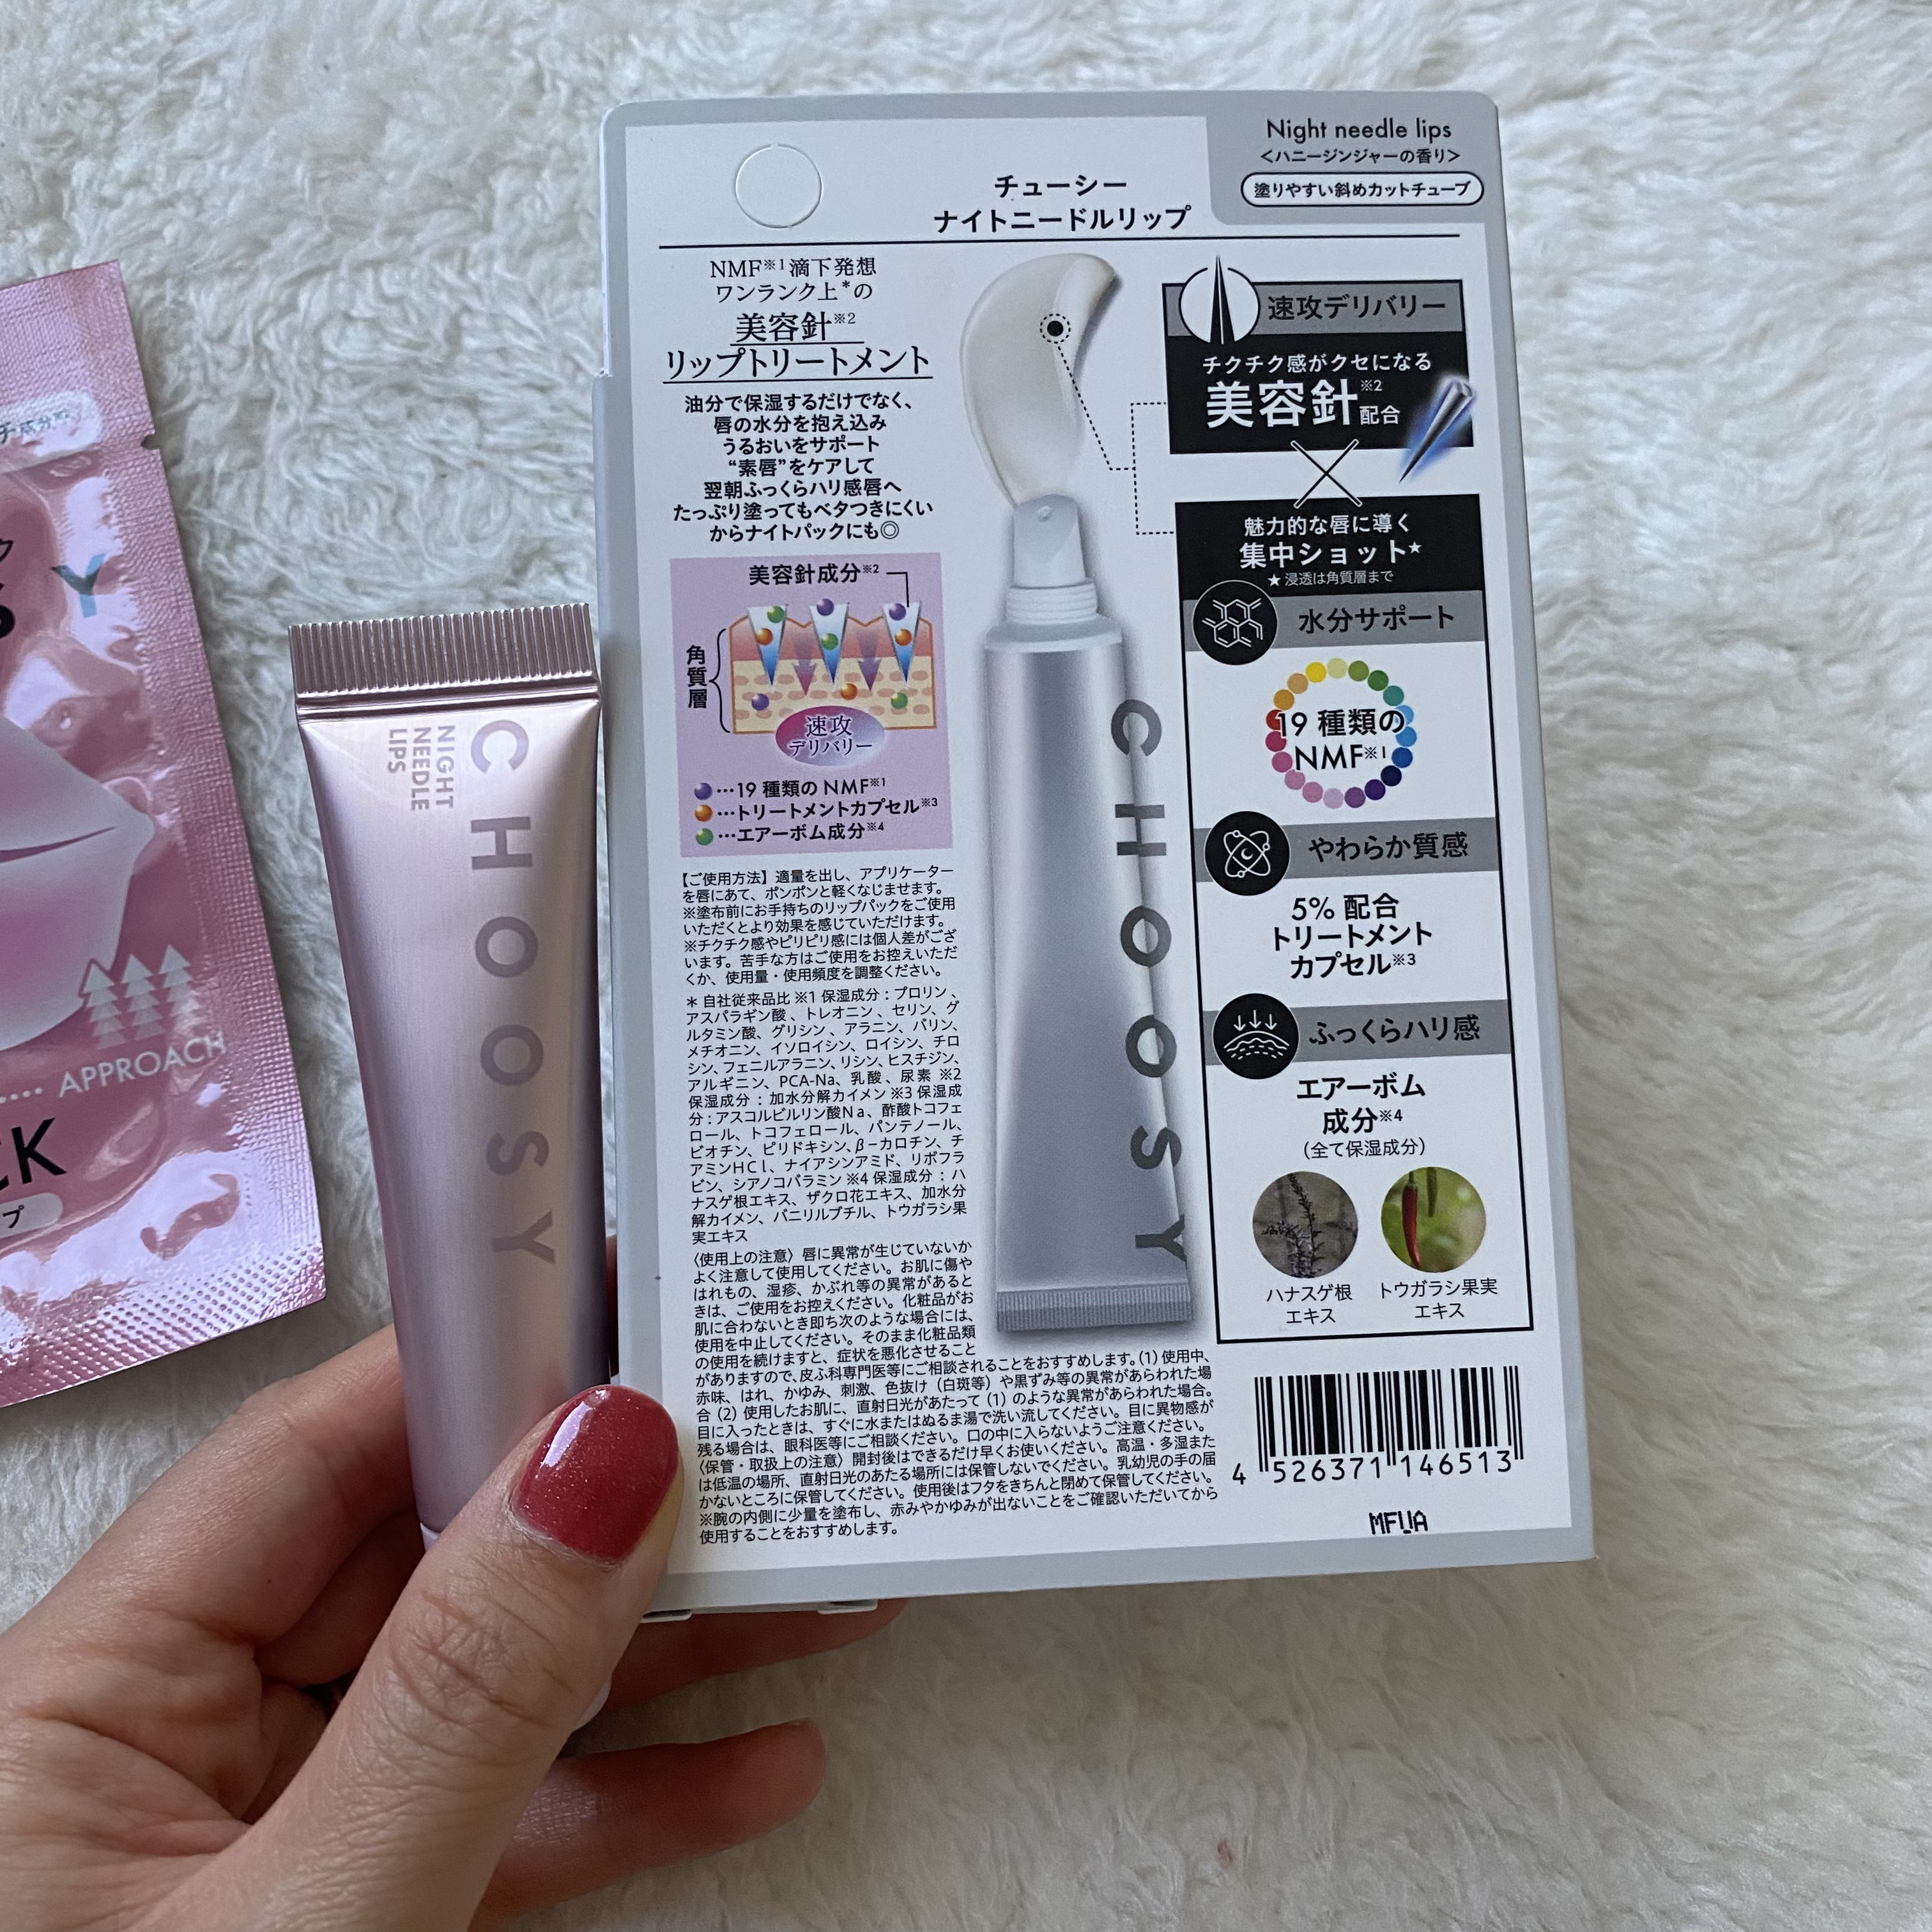 APPROACH
CK
プ
CHOOSY
NIGHT
NEEDLE
LIPS
Night needle lips
<ハニージンジャーの香り>
塗りやすい斜めカットチューブ
チューシー
ナイトニードルリップ
NMF※1滴下発想
ワンランク上*の
美容針※2
リップトリートメント
油分で保湿するだけでなく、
唇の水分を抱え込み
うるおいをサポート
“素唇”をケアして
翌朝ふっくらハリ感唇へ
たっぷり塗ってもベタつきにくい
からナイトパックにも◎
美容針成分※2
角質層
速攻
デリバリー
…19 種類の NMF※1
…トリートメントカプセル※3
…エアーボム成分※4
【ご使用方法】適量を出し、アプリケーター
を唇にあて、ポンポンと軽くなじませます。
※塗布前にお手持ちのリップパックをご使用
いただくとより効果を感じていただけます。
※チクチク感やピリピリ感には個人差がござ
います。苦手な方はご使用をお控えいただ
くか、使用量・使用頻度を調整ください。
＊自社従来品比 ※1 保湿成分：プロリン、
アスパラギン酸、トレオニン、セリン、グ
ルタミン酸、グリシン、アラニン、バリン、
メチオニン、イソロイシン、ロイシン、チロ
シン、フェニルアラニン、リシン、ヒスチジン、
アルギニン、PCA-Na、乳酸、尿素 ※2
保湿成分：加水分解カイメン ※3 保湿成
分：アスコルビルリン酸Na、酢酸トコフェ
ロール、トコフェロール、パンテノール、
ビオチン、ピリドキシン、β－カロチン、チ
アミンHCl、ナイアシンアミド、リボフラ
ビン、シアノコバラミン ※4 保湿成分：ハ
ナスゲ根エキス、ザクロ花エキス、加水分
解カイメン、バニリルブチル、トウガラシ果
実エキス
〈使用上の注意〉唇に異常が生じていないか
よく注意して使用してください。お肌に傷や
はれもの、湿疹、かぶれ等の異常があると
きは、ご使用をお控えください。化粧品がお
肌に合わないとき即ち次のような場合には、
使用を中止してください。そのまま化粧品類
の使用を続けますと、症状を悪化させること
がありますので、皮ふ科専門医等にご相談されることをおすすめします。(1) 使用中、
赤味、はれ、かゆみ、刺激、色抜け（白斑等）や黒ずみ等の異常があらわれた場
合 (2) 使用したお肌に、直射日光があたって (1) のような異常があらわれた場合。
目に入ったときは、すぐに水またはぬるま湯で洗い流してください。目に異物感が
残る場合は、眼科医等にご相談ください。口の中に入らないようご注意ください。
〈保管・取扱上の注意〉開封後はできるだけ早くお使いください。高温・多湿また
は低温の場所、直射日光のあたる場所には保管しないでください。乳幼児の手の届
かないところに保管してください。使用後はフタをきちんと閉めて保管してください。
※腕の内側に少量を塗布し、赤みやかゆみが出ないことをご確認いただいてから
使用することをおすすめします。
CHOOSY
速攻デリバリー
チクチク感がクセになる
美容針※2配合
魅力的な唇に導く
集中ショット★
★浸透は角質層まで
水分サポート
19 種類の
NMF※1
やわらか質感
5% 配合
トリートメント
カプセル※3
ふっくらハリ感
エアーボム
成分※4
（全て保湿成分）
ハナスゲ根
エキス
トウガラシ果実
エキス
4 526371 146513
MFUA